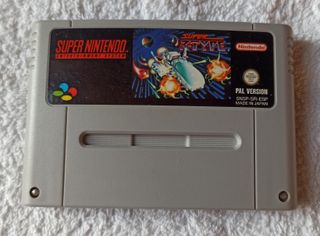 SUPER NINTENDO
ENTERTAINMENT SYSTEM
SUPER
R-TYPE
Nintendo
PAL VERSION
SNSP-SR-ESP
MADE IN JAPAN